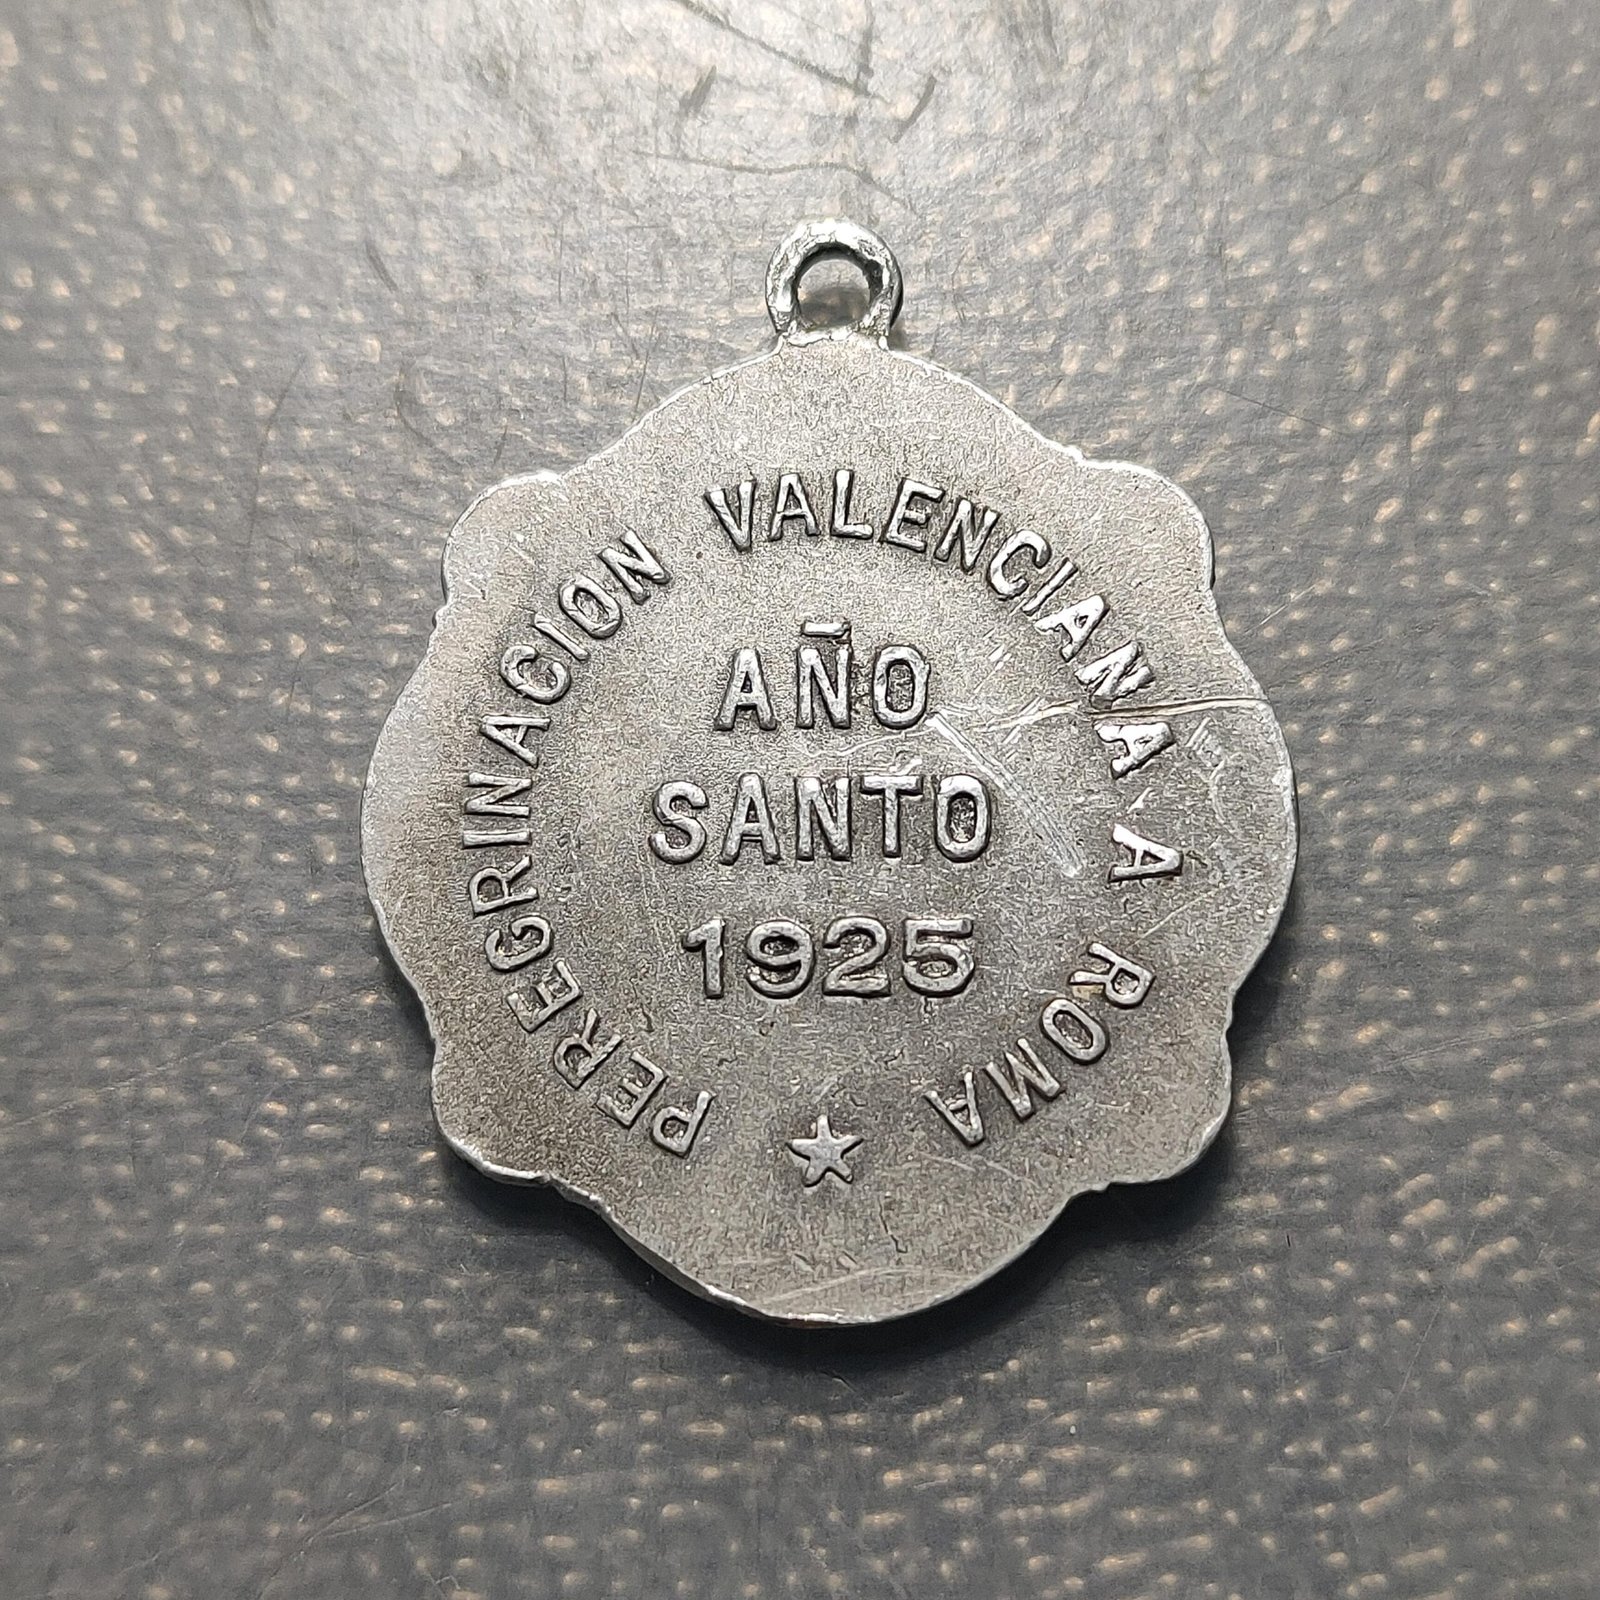 PEREGRINACION VALENCIANA A ROMA
AÑO
SANTO
1925